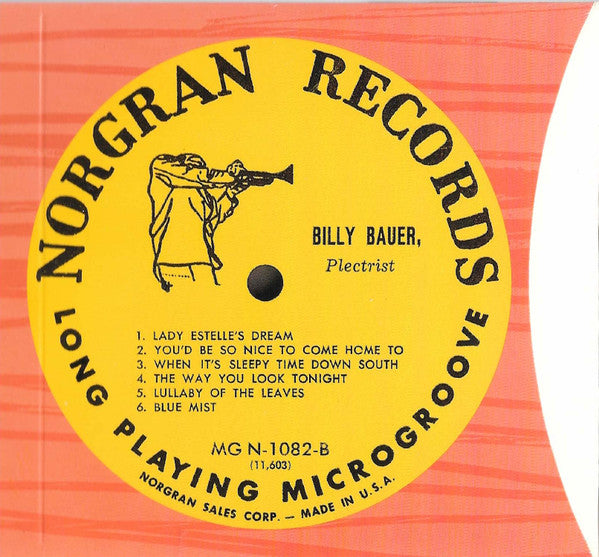 NORGRAN RECORDS
BILLY BAUER,
Plectrist
1. LADY ESTELLE'S DREAM
2. YOU'D BE SO NICE TO COME HOME TO
3. WHEN IT'S SLEEPY TIME DOWN SOUTH
4. THE WAY YOU LOOK TONIGHT
5. LULLABY OF THE LEAVES
6. BLUE MIST
MG N-1082-B
(11,603)
LONG PLAYING MICROGROOVE
NORGRAN SALES CORP. — MADE IN U.S.A.